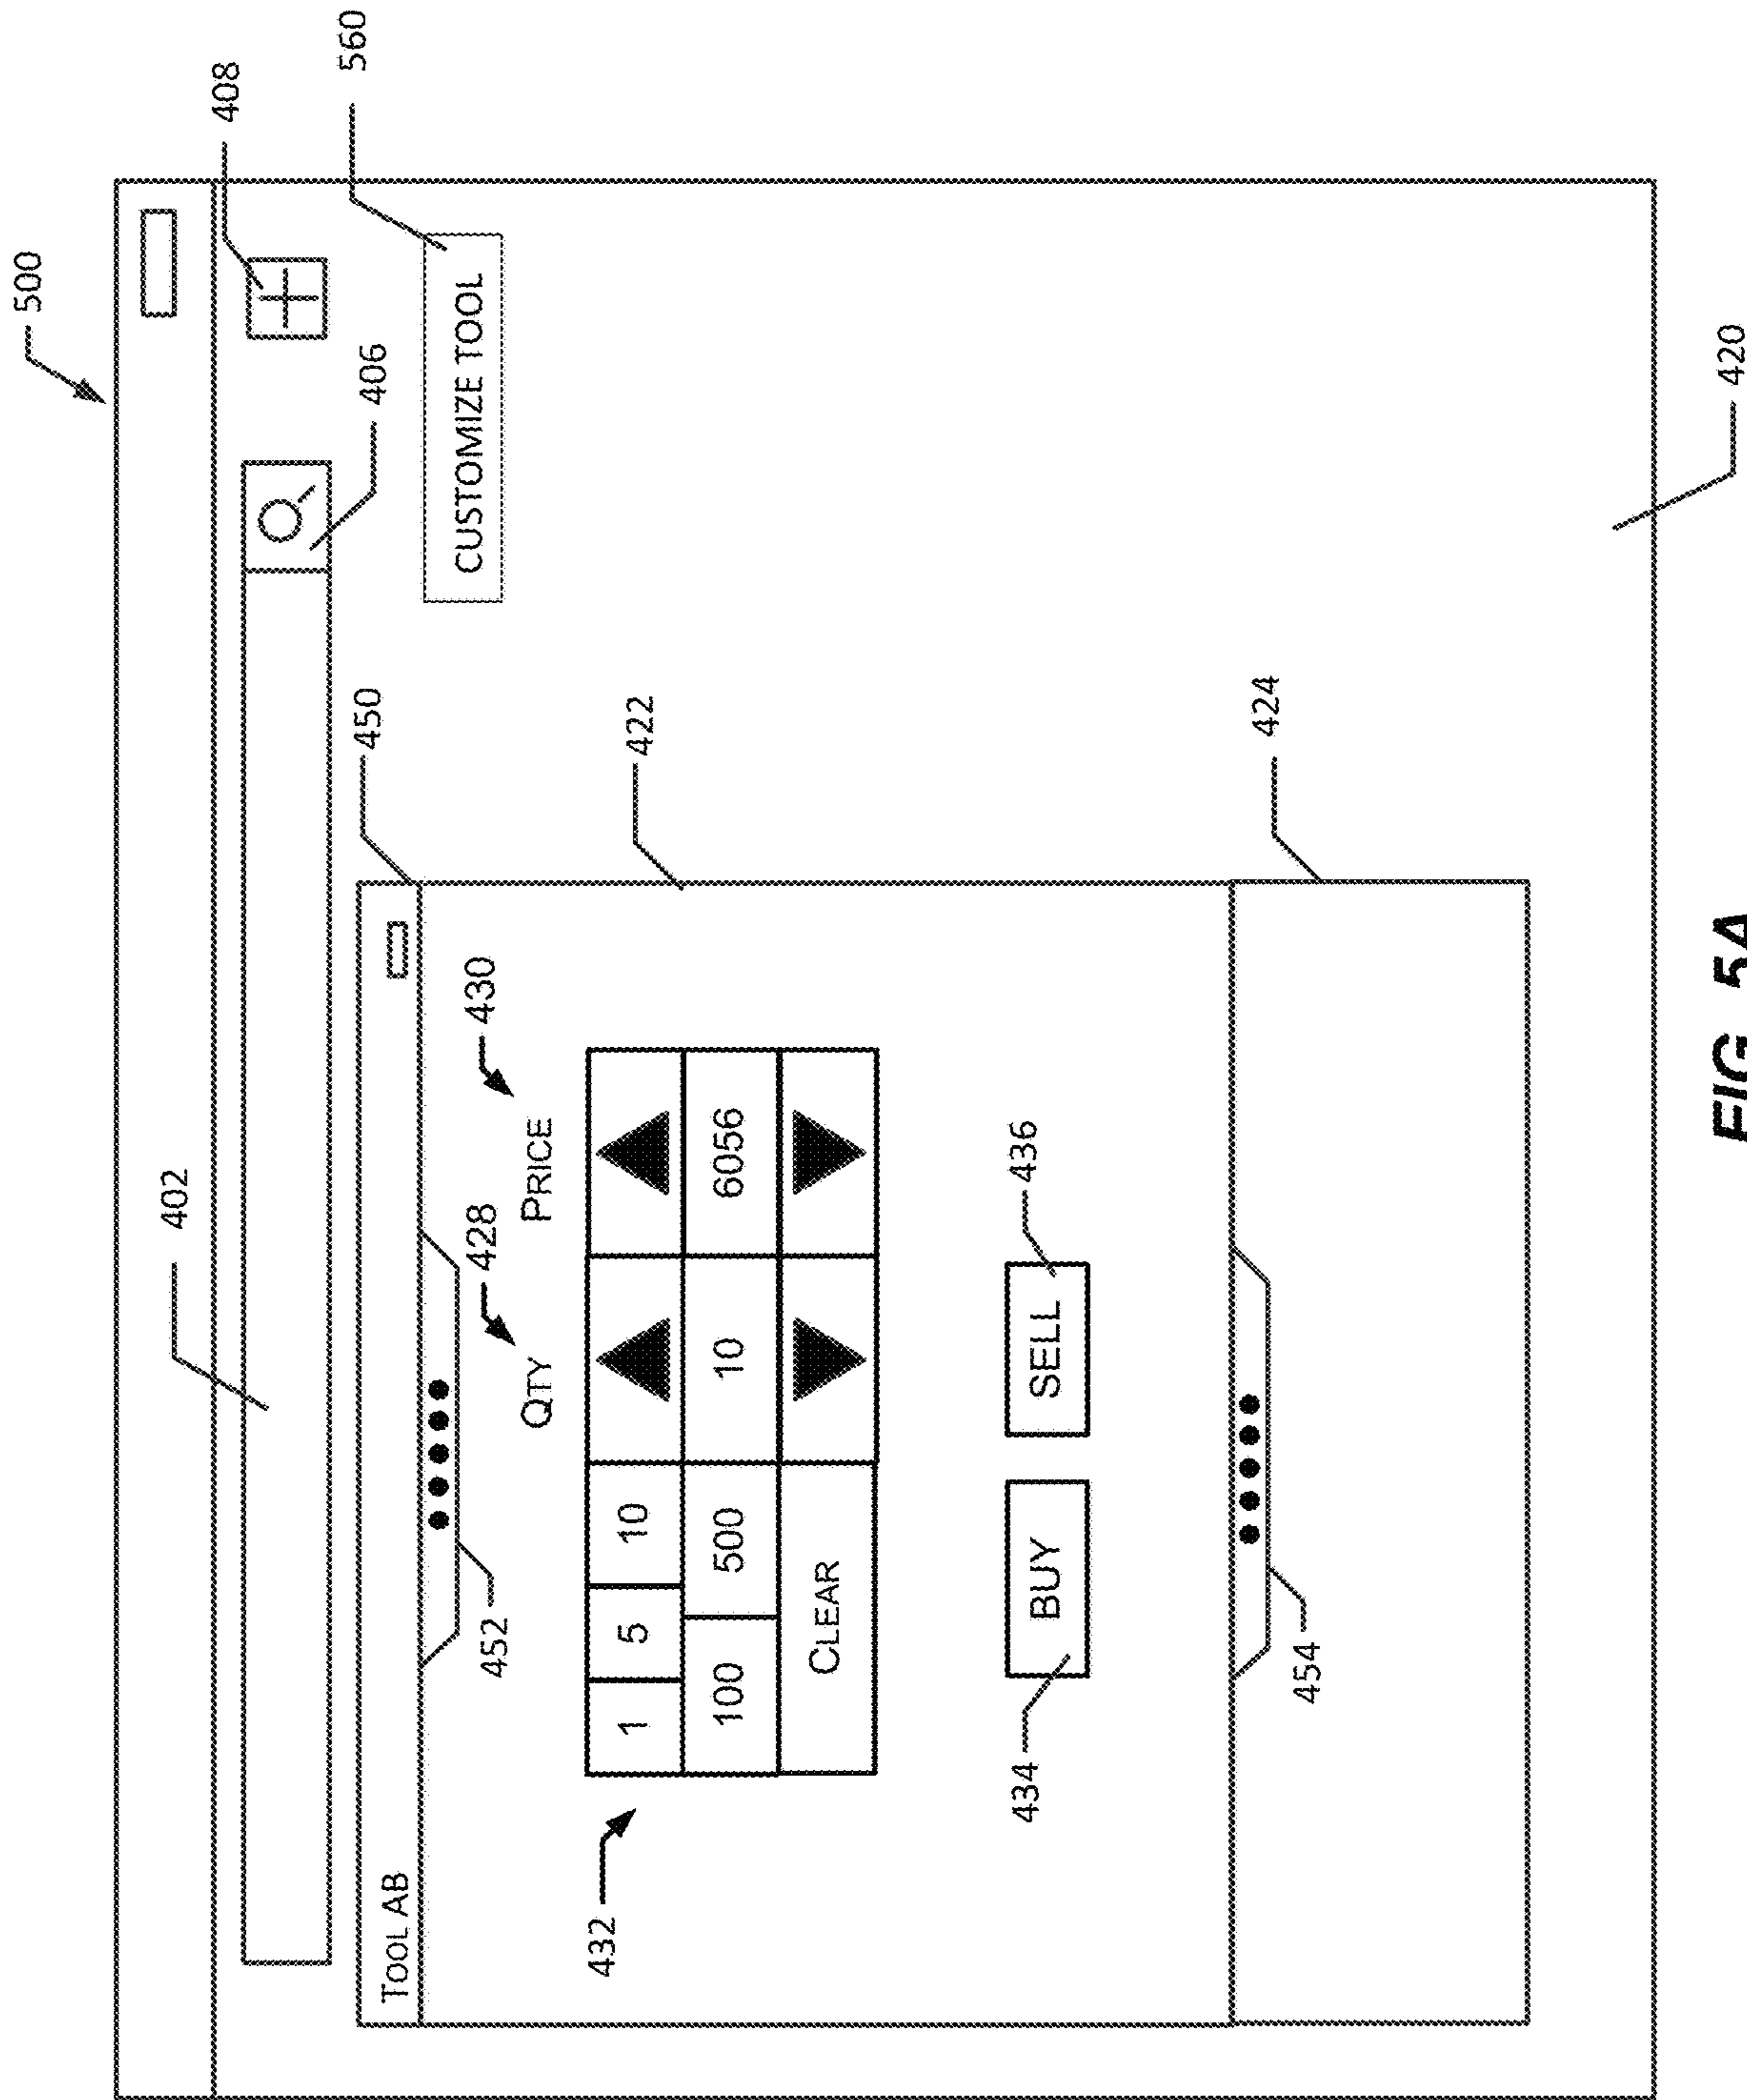 500
408
402
406
CUSTOMIZE TOOL
560
450
TOOL AB
452
428
430
QTY
PRICE
422
432
1 5 10
100 500 10 6056
CLEAR
434
BUY
SELL
436
424
454
420
FIG. 5A